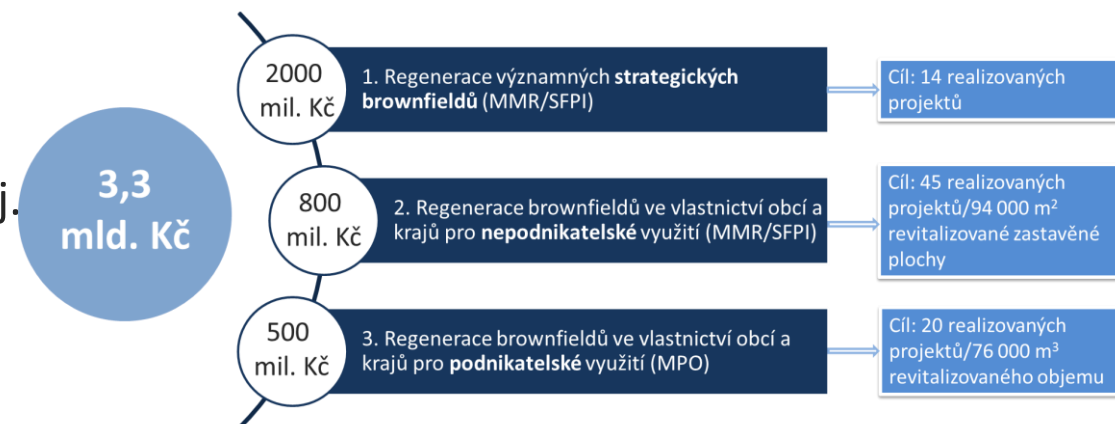 j.
3,3
mld. Kč
2000
mil. Kč
1. Regenerace významných strategických
brownfieldů (MMR/SFPI)
Cíl: 14 realizovaných
projektů
800
mil. Kč
2. Regenerace brownfieldů ve vlastnictví obcí a
krajů pro nepodnikatelské využití (MMR/SFPI)
Cíl: 45 realizovaných
projektů/94 000 m²
revitalizované zastavěné
plochy
500
mil. Kč
3. Regenerace brownfieldů ve vlastnictví obcí a
krajů pro podnikatelské využití (MPO)
Cíl: 20 realizovaných
projektů/76 000 m³
revitalizovaného objemu